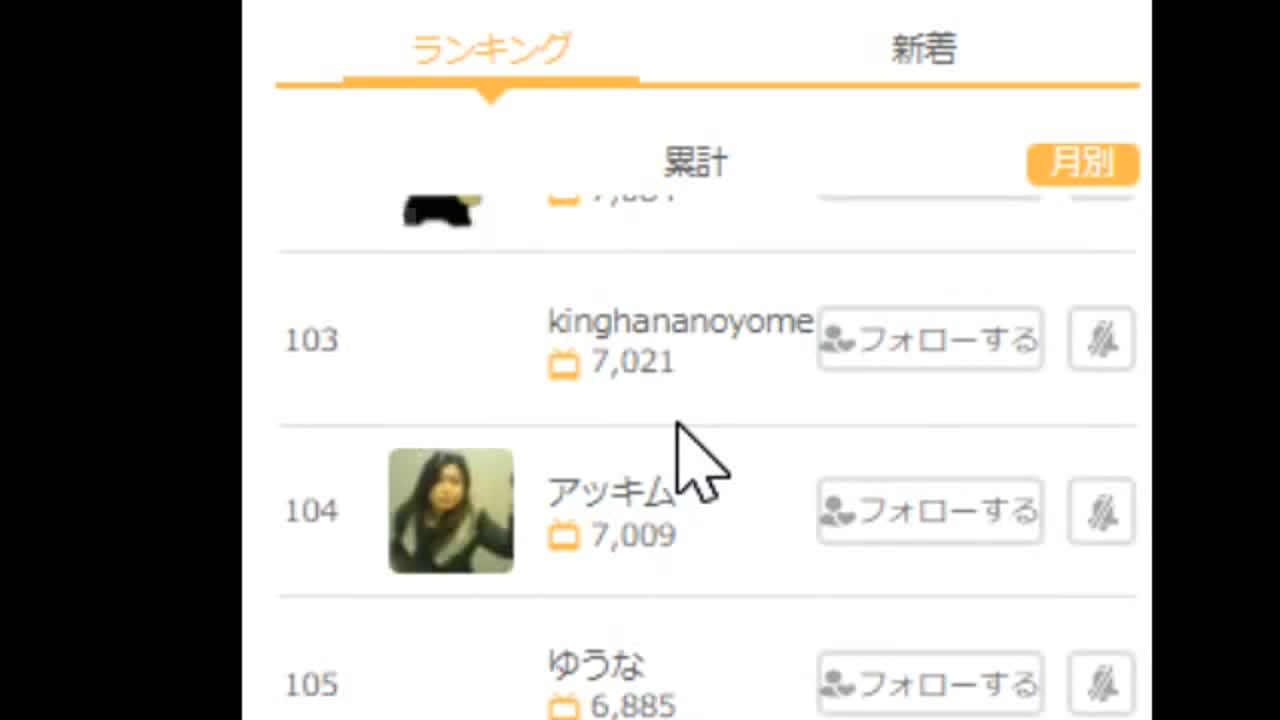 ランキング
新着
累計
月別
103
kinghananoyome
7,021
フォローする
104
アッキム
7,009
フォローする
105
ゆうな
6,885
フォローする